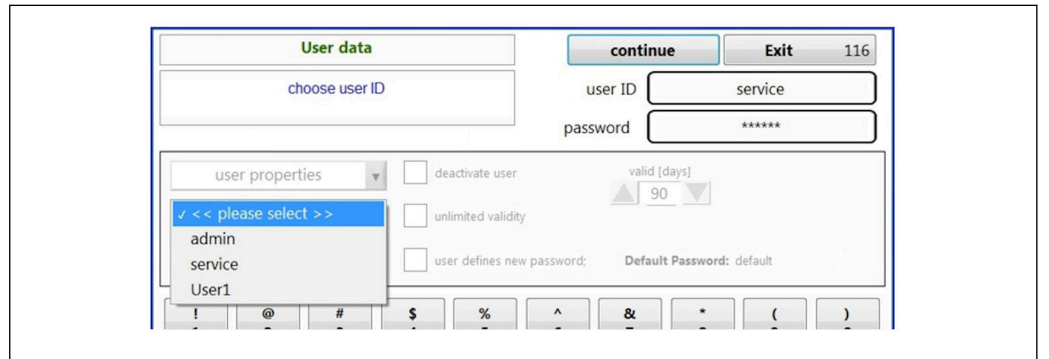 User data
continue
Exit 116
choose user ID
user ID service
password ******
user properties
deactivate user
valid [days]
90
✓ << please select >>
unlimited validity
admin
service
user defines new password;
Default Password: default
User1
! @ # $ % ^ & * ( )